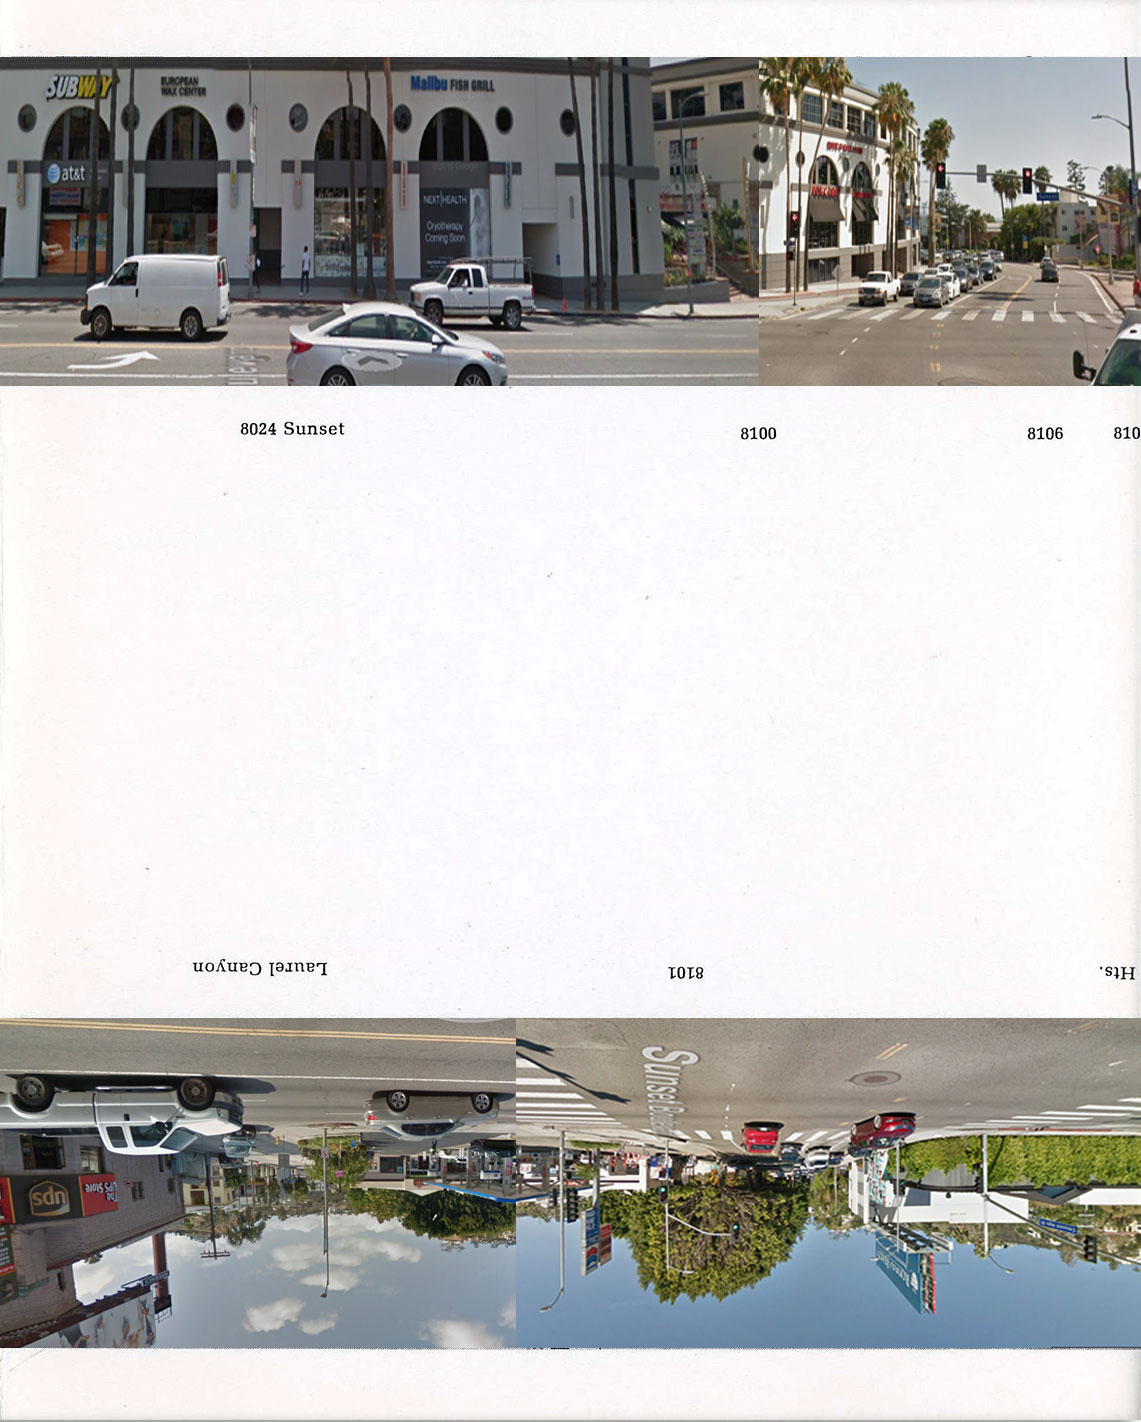 SUBWAY
EUROPEAN
WAX CENTER
Malibu FISH GRILL
at&t
NEXT|HEALTH
Cryotherapy
Coming Soon
8024 Sunset
8100
8106
810
Laurel Canyon
8101
Hts.
Sunset
The
UPS Store
ups